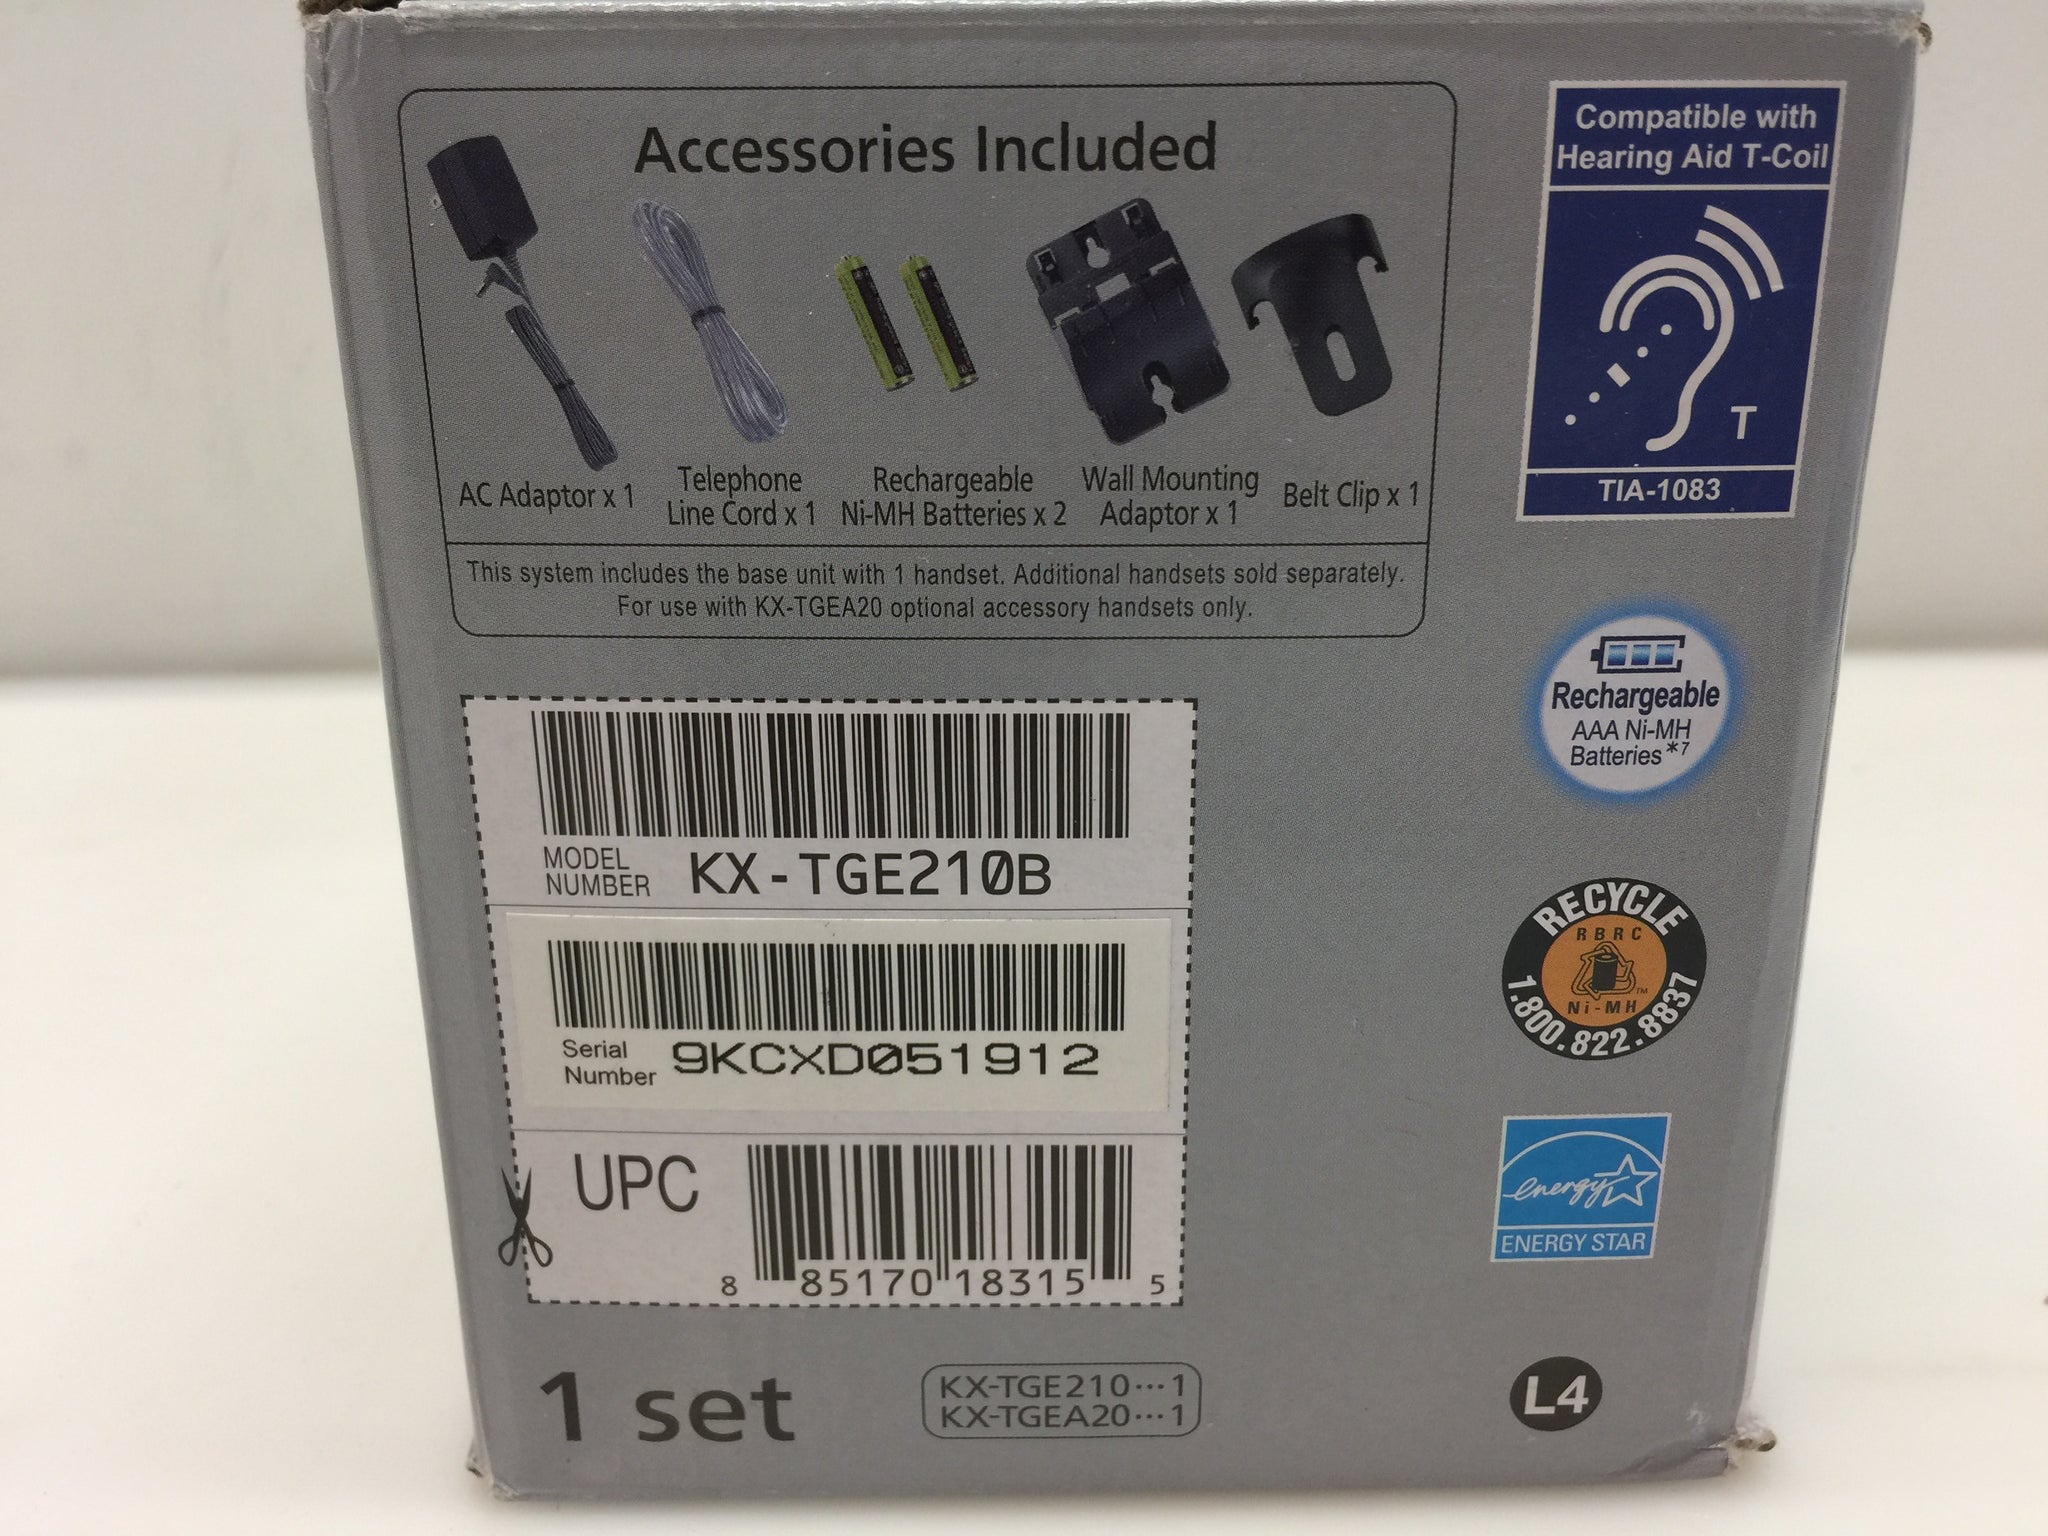 Accessories Included
AC Adaptor x 1
Telephone
Line Cord x 1
Rechargeable
Ni-MH Batteries x 2
Wall Mounting
Adaptor x 1
Belt Clip x 1
This system includes the base unit with 1 handset. Additional handsets sold separately.
For use with KX-TGEA20 optional accessory handsets only.
Compatible with
Hearing Aid T-Coil
T
TIA-1083
Rechargeable
AAA Ni-MH
Batteries*7
MODEL
NUMBER KX-TGE210B
Serial
Number 9KCXD051912
UPC
8 85170 18315 5
RECYCLE
RBRC
Ni-MH
TM
1.800.822.8837
energy
ENERGY STAR
1 set
KX-TGE210···1
KX-TGEA20···1
L4